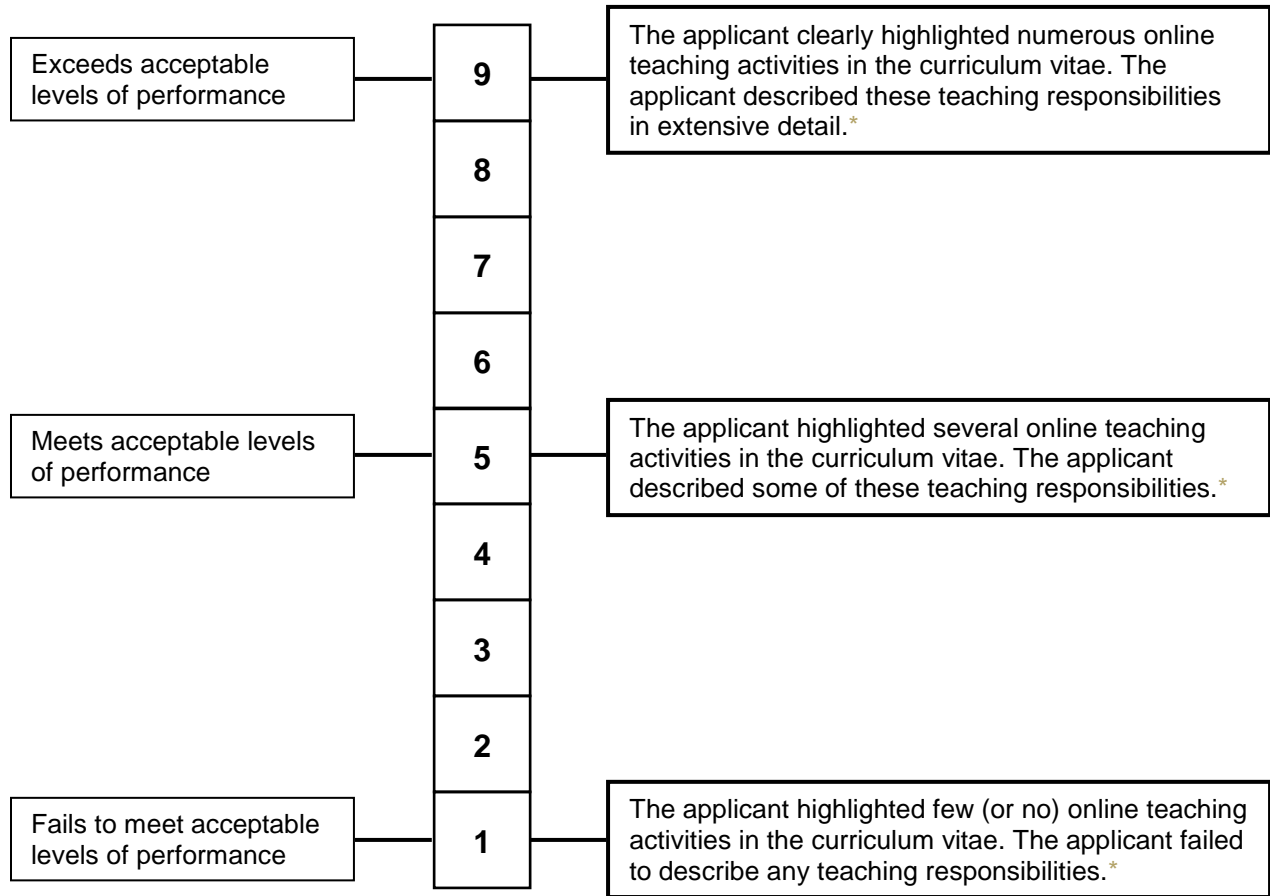 Exceeds acceptable
levels of performance
9
The applicant clearly highlighted numerous online
teaching activities in the curriculum vitae. The
applicant described these teaching responsibilities
in extensive detail.*
8
7
6
Meets acceptable levels
of performance
5
The applicant highlighted several online teaching
activities in the curriculum vitae. The applicant
described some of these teaching responsibilities.*
4
3
2
Fails to meet acceptable
levels of performance
1
The applicant highlighted few (or no) online teaching
activities in the curriculum vitae. The applicant failed
to describe any teaching responsibilities.*